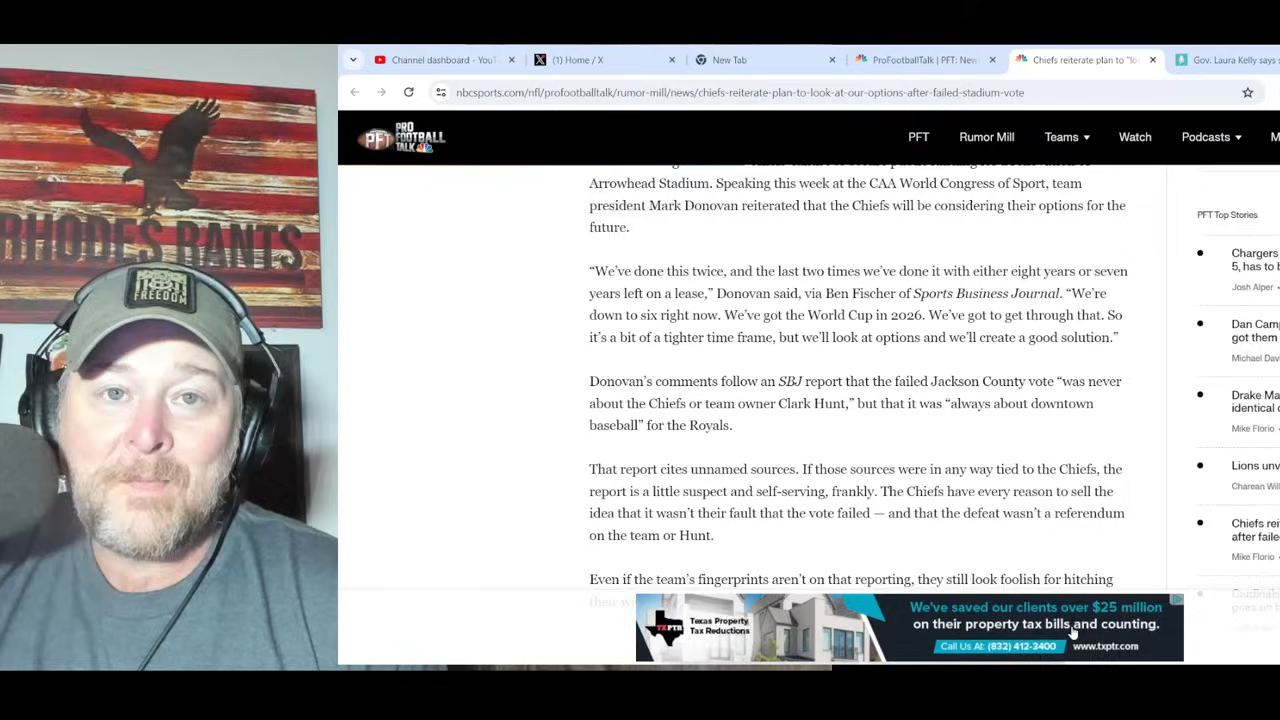 Channel dashboard - YouT
(1) Home / X
New Tab
ProFootballTalk | PFT: New
Chiefs reiterate plan to "lo
Gov. Laura Kelly says s
nbcsports.com/nfl/profootballtalk/rumor-mill/news/chiefs-reiterate-plan-to-look-at-our-options-after-failed-stadium-vote
PFT
PRO
FOOTBALL
TALK
PFT
Rumor Mill
Teams
Watch
Podcasts
M
RHODES RANTS
FREEDOM
Arrowhead Stadium. Speaking this week at the CAA World Congress of Sport, team
president Mark Donovan reiterated that the Chiefs will be considering their options for the
future.
“We’ve done this twice, and the last two times we’ve done it with either eight years or seven
years left on a lease,” Donovan said, via Ben Fischer of Sports Business Journal. “We’re
down to six right now. We’ve got the World Cup in 2026. We’ve got to get through that. So
it’s a bit of a tighter time frame, but we’ll look at options and we’ll create a good solution.”
Donovan’s comments follow an SBJ report that the failed Jackson County vote “was never
about the Chiefs or team owner Clark Hunt,” but that it was “always about downtown
baseball” for the Royals.
That report cites unnamed sources. If those sources were in any way tied to the Chiefs, the
report is a little suspect and self-serving, frankly. The Chiefs have every reason to sell the
idea that it wasn’t their fault that the vote failed — and that the defeat wasn’t a referendum
on the team or Hunt.
Even if the team’s fingerprints aren’t on that reporting, they still look foolish for hitching
PFT Top Stories
Chargers
5, has to b
Josh Alper
Dan Camp
got them
Michael Dav
Drake Ma
identical c
Mike Florio
Lions unv
Charean Will
Chiefs rei
after faile
Mike Florio
TXPTR
Texas Property
Tax Reductions
We've saved our clients over $25 million
on their property tax bills and counting.
Call Us At: (832) 412-3400
www.txptr.com